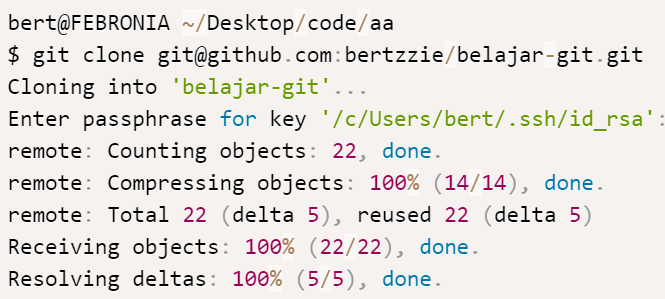 bert@FEBRONIA ~/Desktop/code/aa
$ git clone git@github.com:bertzzie/belajar-git.git
Cloning into 'belajar-git'...
Enter passphrase for key '/c/Users/bert/.ssh/id_rsa':
remote: Counting objects: 22, done.
remote: Compressing objects: 100% (14/14), done.
remote: Total 22 (delta 5), reused 22 (delta 5)
Receiving objects: 100% (22/22), done.
Resolving deltas: 100% (5/5), done.